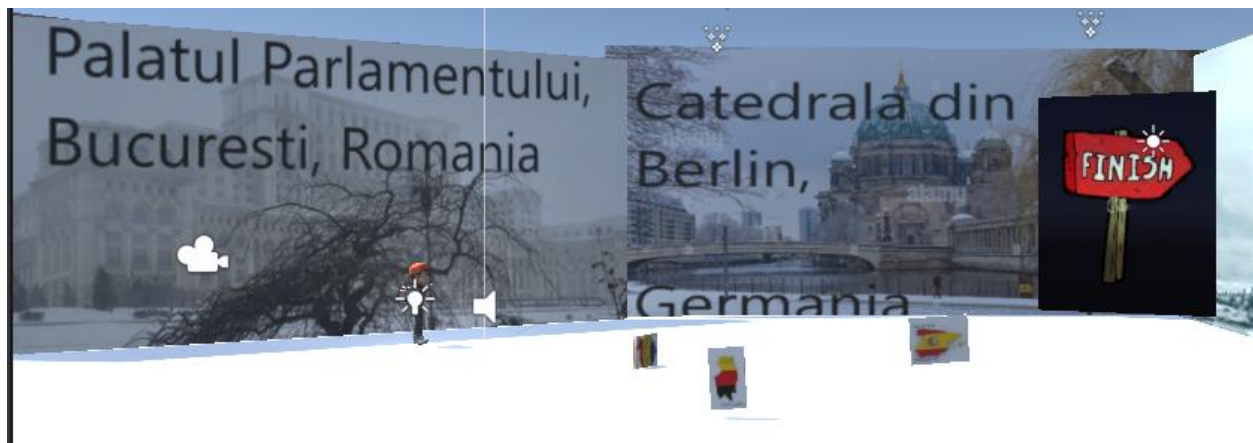 Palatul Parlamentului,
Bucuresti, Romania
Catedrala din
Berlin,
Germania
FINISH